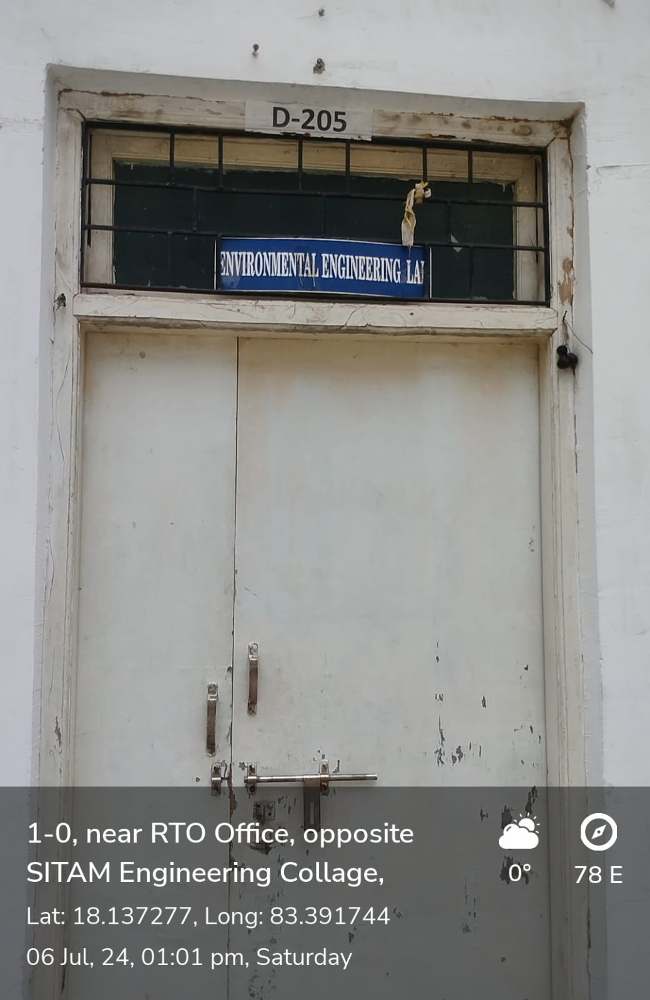 D-205
ENVIRONMENTAL ENGINEERING LA
1-0, near RTO Office, opposite
SITAM Engineering Collage,
0°
78 E
Lat: 18.137277, Long: 83.391744
06 Jul, 24, 01:01 pm, Saturday